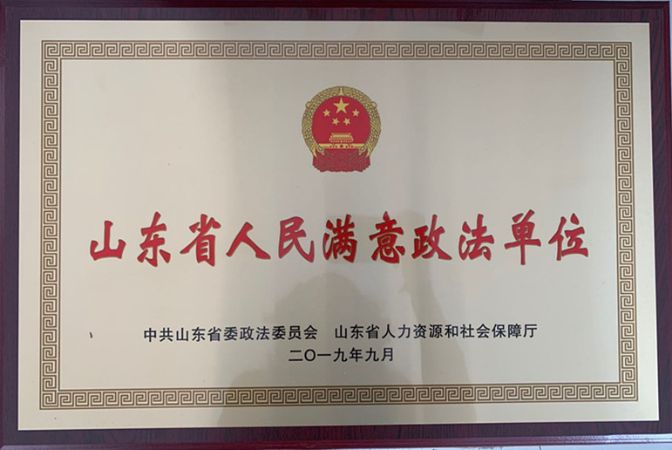 山东省人民满意政法单位
中共山东省委政法委员会 山东省人力资源和社会保障厅
二〇一九年九月